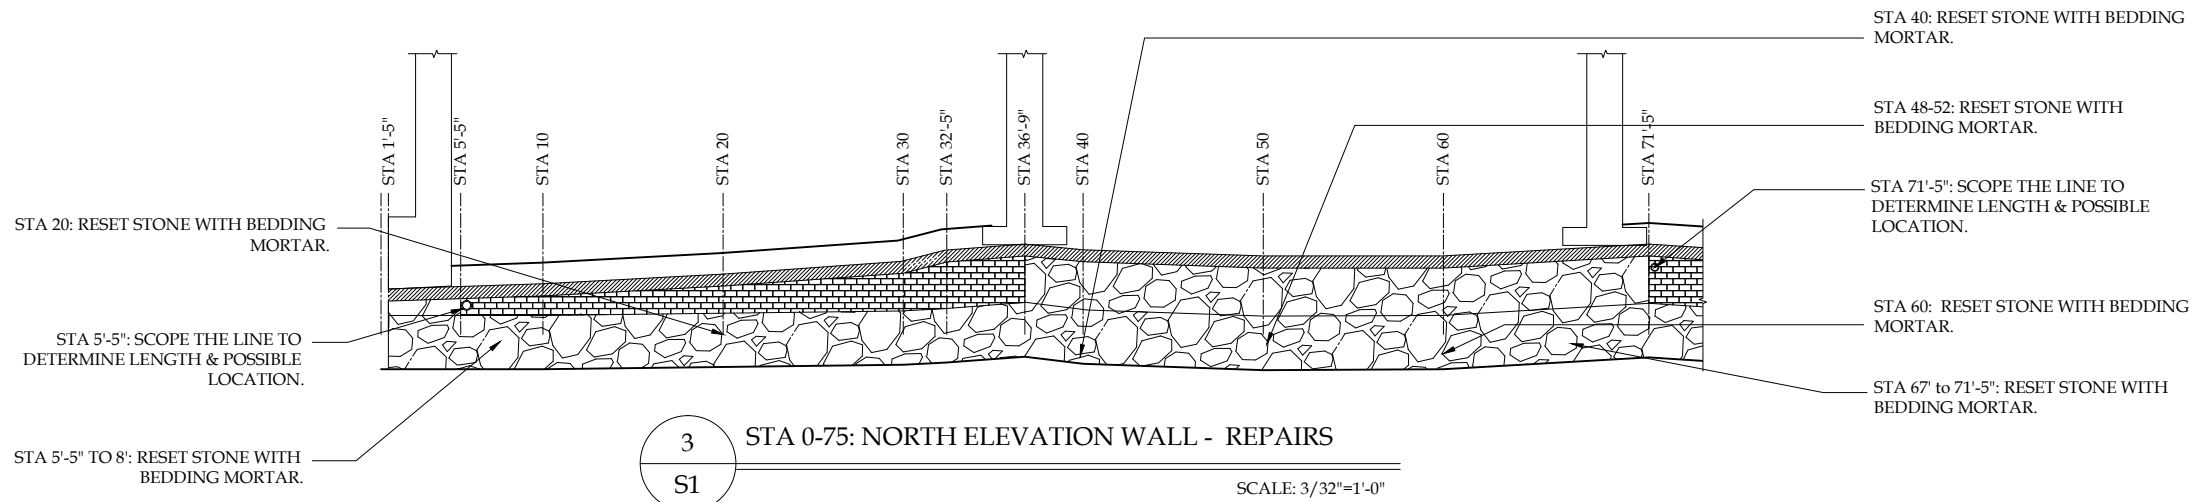 STA 40: RESET STONE WITH BEDDING
MORTAR.
STA 48-52: RESET STONE WITH
BEDDING MORTAR.
STA 1'-5"
STA 5'-5"
STA 10
STA 20
STA 30
STA 32'-5"
STA 36'-9"
STA 40
STA 50
STA 60
STA 71'-5"
STA 71'-5": SCOPE THE LINE TO
DETERMINE LENGTH & POSSIBLE
LOCATION.
STA 20: RESET STONE WITH BEDDING
MORTAR.
STA 60: RESET STONE WITH BEDDING
MORTAR.
STA 5'-5": SCOPE THE LINE TO
DETERMINE LENGTH & POSSIBLE
LOCATION.
STA 67' to 71'-5": RESET STONE WITH
BEDDING MORTAR.
STA 5'-5" TO 8': RESET STONE WITH
BEDDING MORTAR.
3
S1
STA 0-75: NORTH ELEVATION WALL - REPAIRS
SCALE: 3/32"=1'-0"